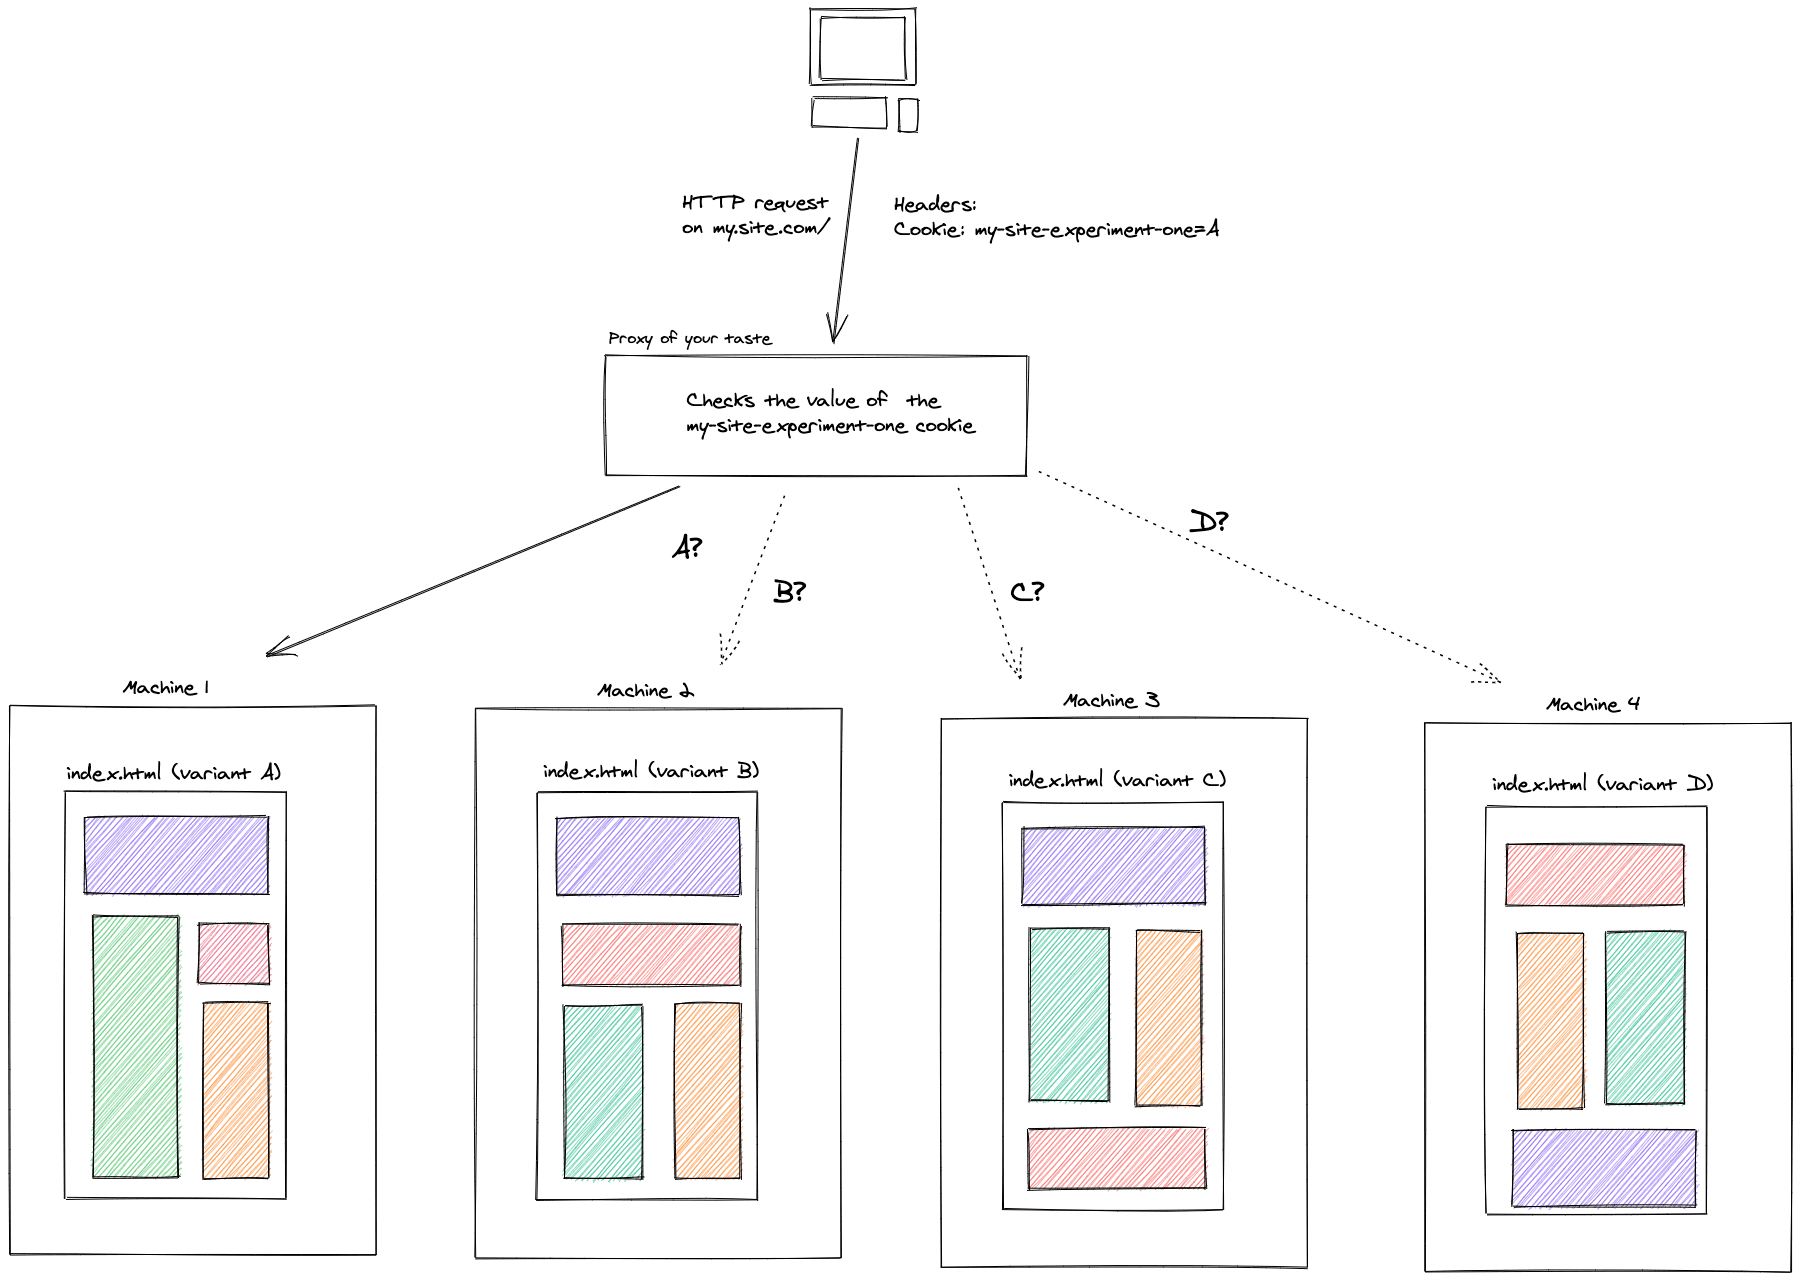 HTTP request
on my.site.com/
Headers:
Cookie: my-site-experiment-one=A
Proxy of your taste
Checks the value of the
my-site-experiment-one cookie
A?
B?
C?
D?
Machine 1
Machine 2
Machine 3
Machine 4
index.html (variant A)
index.html (variant B)
index.html (variant C)
index.html (variant D)